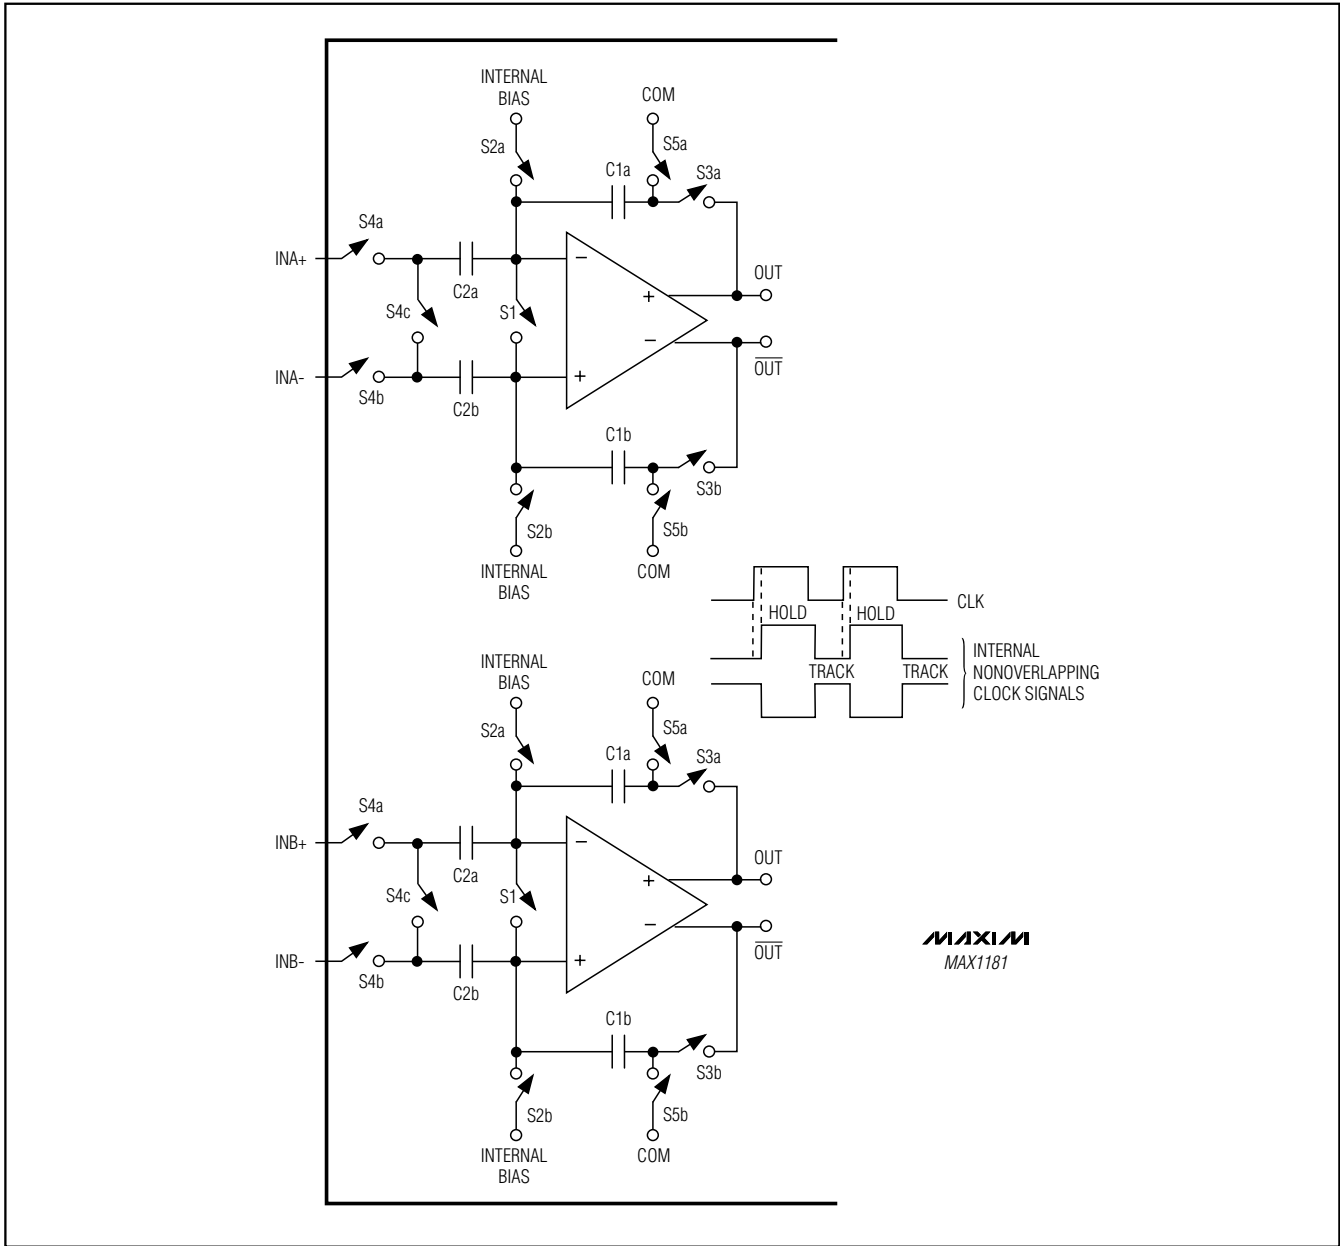 INTERNAL
BIAS
COM
S2a
S5a
C1a
S3a
S4a
INA+
−
OUT
C2a
+
S4c
S1
−
OUT
INA-
+
S4b
C2b
C1b
S3b
S2b
S5b
INTERNAL
BIAS
COM
CLK
HOLD
HOLD
TRACK
TRACK
INTERNAL
NONOVERLAPPING
CLOCK SIGNALS
INTERNAL
BIAS
COM
S2a
S5a
C1a
S3a
S4a
INB+
−
OUT
C2a
+
S4c
S1
−
OUT
INB-
+
S4b
C2b
MAXIM
MAX1181
C1b
S3b
S2b
S5b
INTERNAL
BIAS
COM